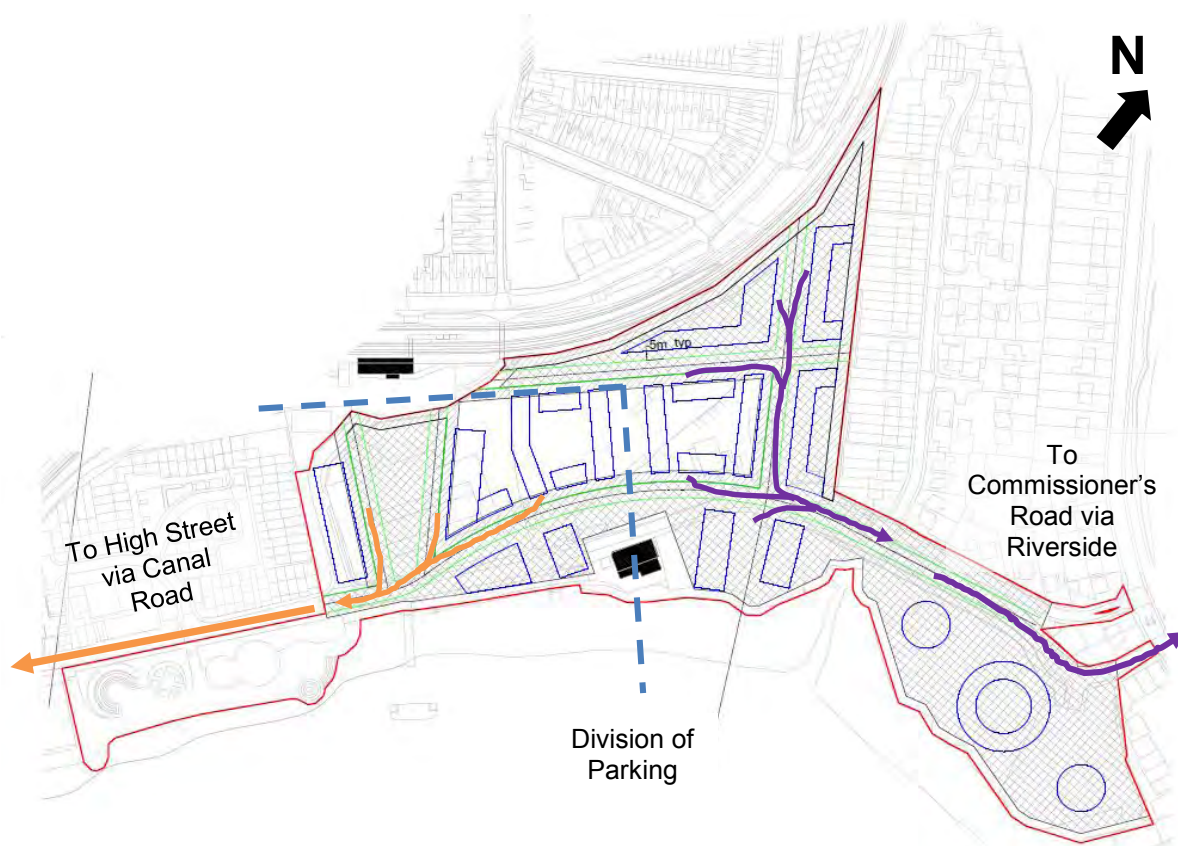 N
5m typ
To
Commissioner's
Road via
Riverside
To High Street
via Canal
Road
Division of
Parking